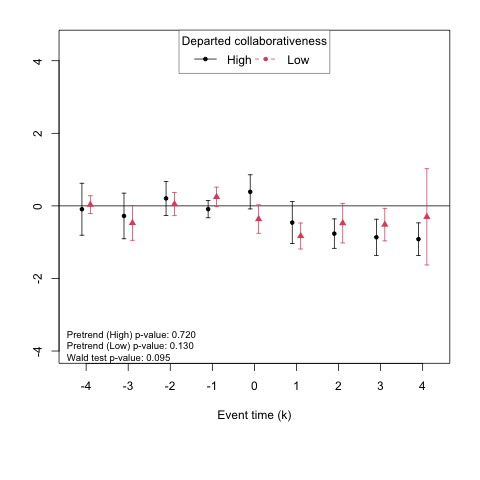 Departed collaborativeness
High Low
4
2
0
-2
-4
Pretrend (High) p-value: 0.720
Pretrend (Low) p-value: 0.130
Wald test p-value: 0.095
-4 -3 -2 -1 0 1 2 3 4
Event time (k)